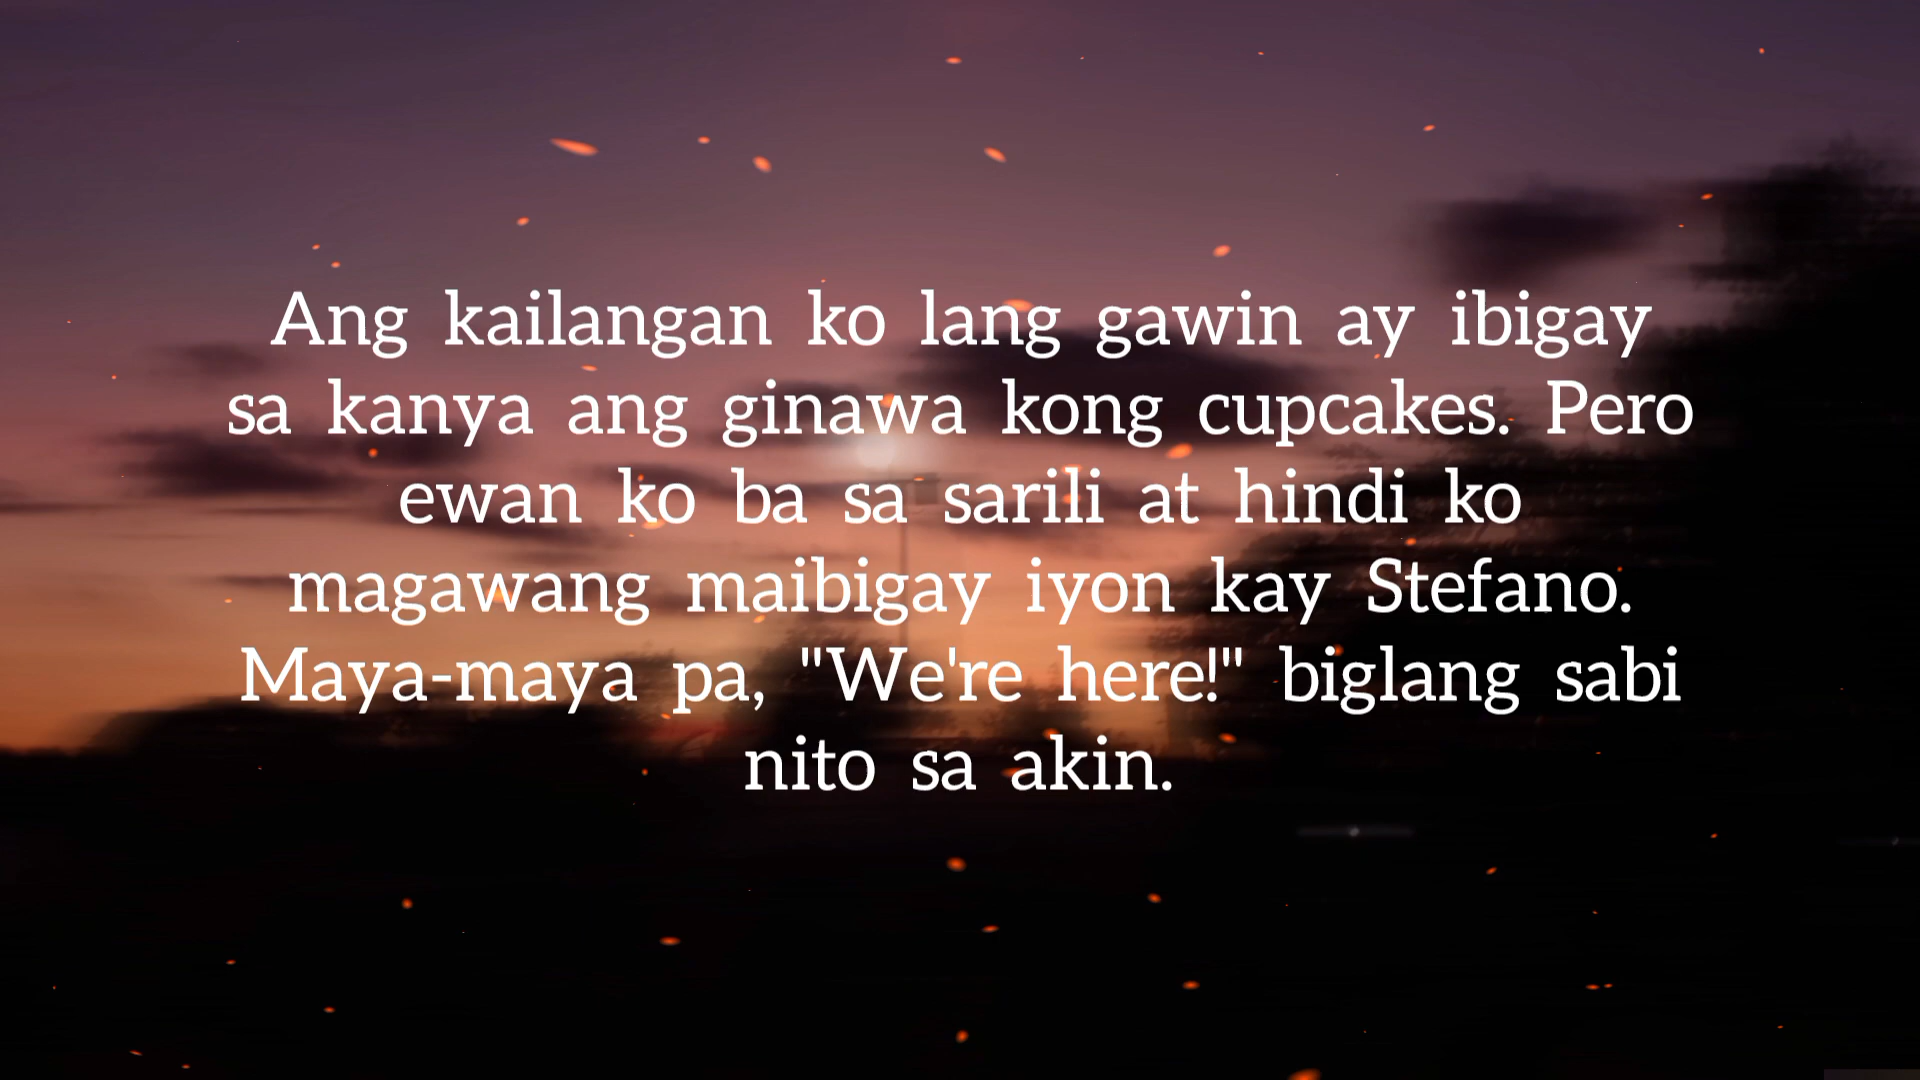 Ang kailangan ko lang gawin ay ibigay
sa kanya ang ginawa kong cupcakes. Pero
ewan ko ba sa sarili at hindi ko
magawang maibigay iyon kay Stefano.
Maya-maya pa, "We're here!" biglang sabi
nito sa akin.